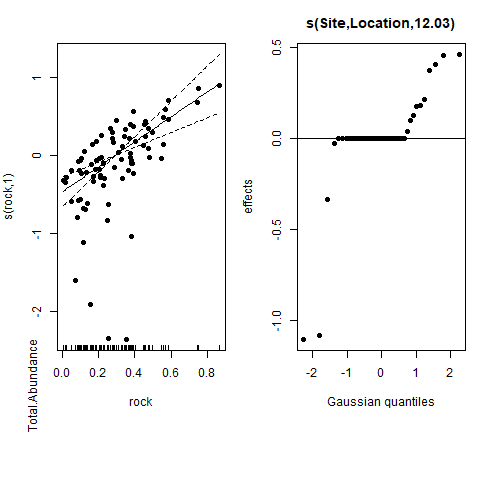 s(Site,Location,12.03)
s(rock,1)
1
0
-1
-2
0.0 0.2 0.4 0.6 0.8
rock
Total.Abundance
effects
0.5
0.0
-0.5
-1.0
-2 -1 0 1 2
Gaussian quantiles